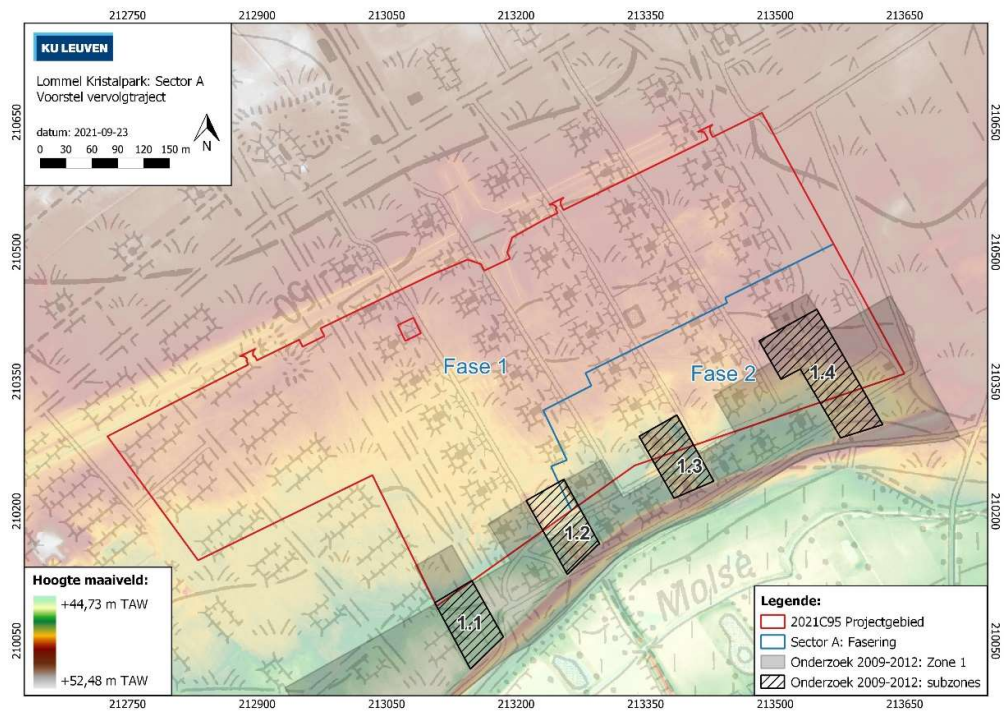 212750 212900 213050 213200 213350 213500 213650
KU LEUVEN
Lommel Kristalpark: Sector A
Voorstel vervolgtraject
datum: 2021-09-23
0 30 60 90 120 150 m
N
210650 210650
210500 210500
50
Fase 1
Fase 2
210350 210350
1.4
1.3
210200 210200
1.2
1.1
Molse
210050 210050
Hoogte maaiveld:
+44,73 m TAW
+52,48 m TAW
Legende:
2021C95 Projectgebied
Sector A: Fasering
Onderzoek 2009-2012: Zone 1
Onderzoek 2009-2012: subzones
212750 212900 213050 213200 213350 213500 213650